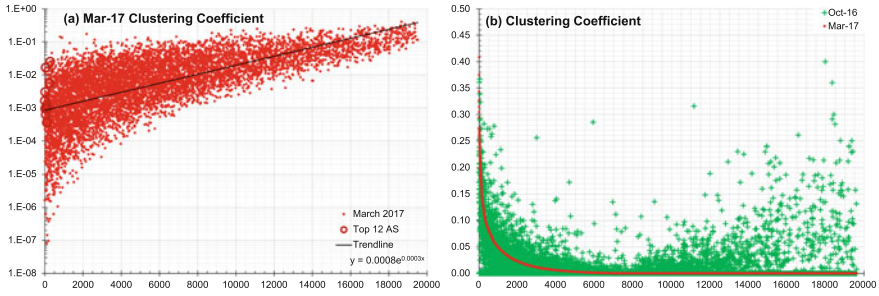 (a) Mar-17 Clustering Coefficient
1.E+00
1.E-01
1.E-02
1.E-03
1.E-04
1.E-05
1.E-06
1.E-07
1.E-08
March 2017
Top 12 AS
Trendline
y = 0.0008e^0.0003x
0 2000 4000 6000 8000 10000 12000 14000 16000 18000 20000
(b) Clustering Coefficient
Oct-16
Mar-17
0.50
0.45
0.40
0.35
0.30
0.25
0.20
0.15
0.10
0.05
0.00
0 2000 4000 6000 8000 10000 12000 14000 16000 18000 20000